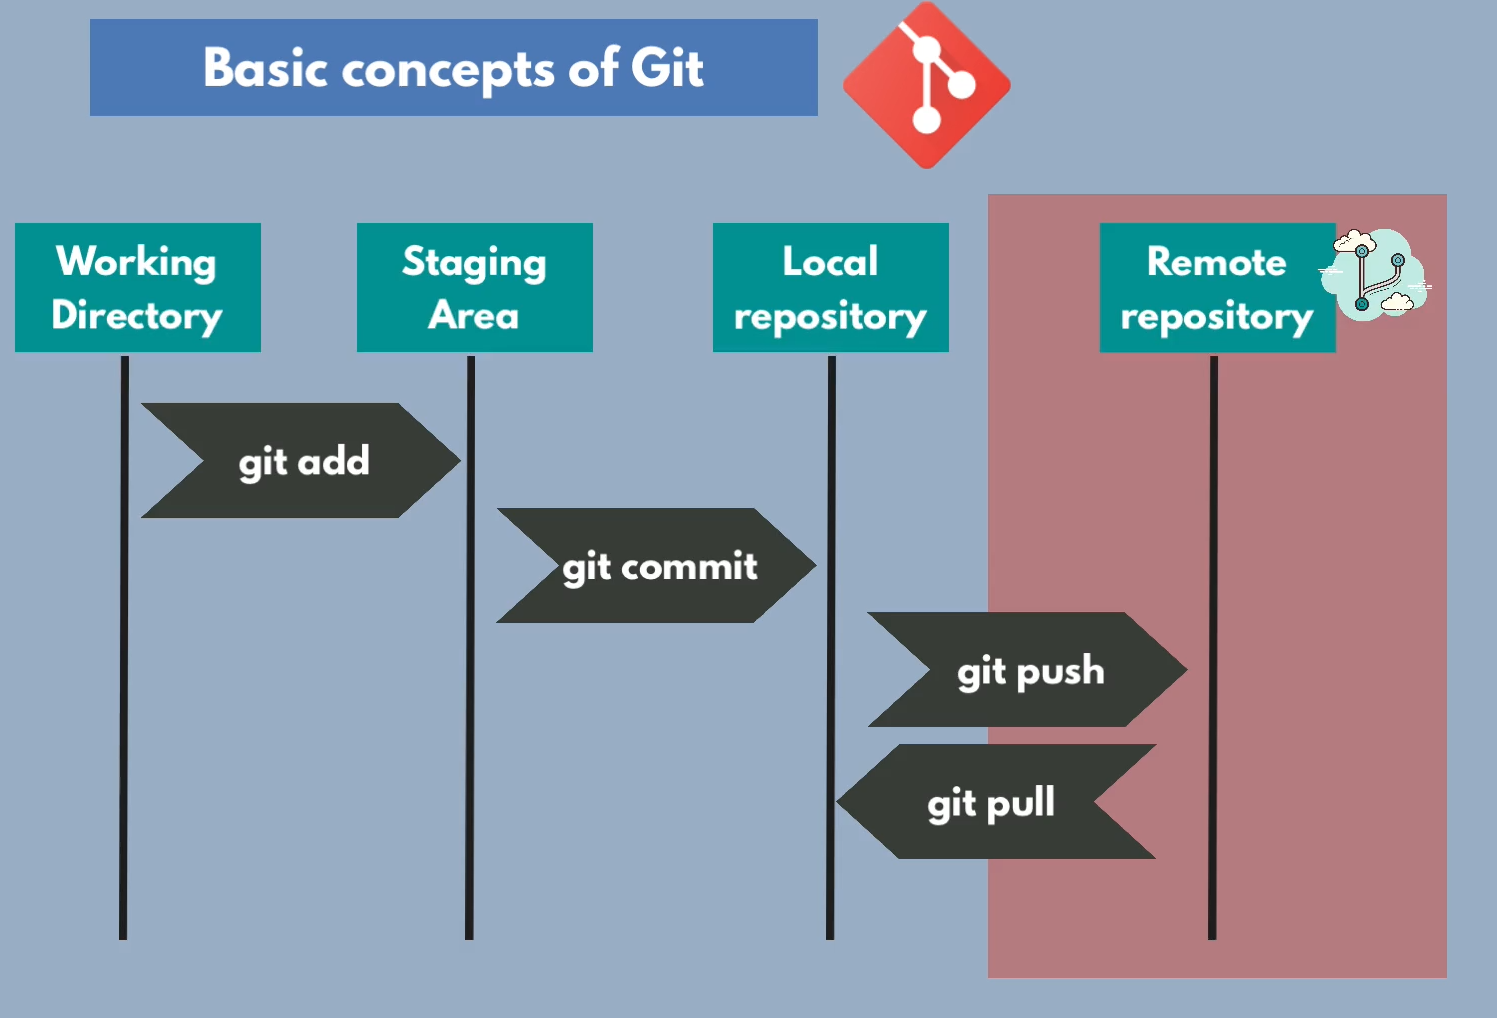 Basic concepts of Git
Working
Directory
Staging
Area
Local
repository
Remote
repository
git add
git commit
git push
git pull